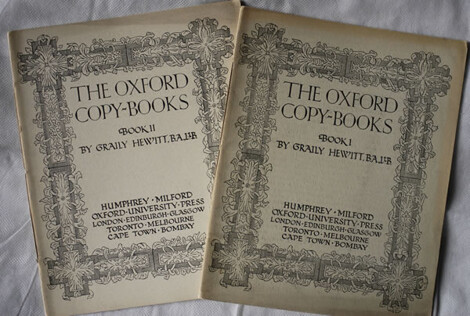 THE OXFORD
COPY-BOOKS
BOOK II
BY GRAILY HEWITT, B.A., LL.B
HUMPHREY · MILFORD
OXFORD · UNIVERSITY · PRESS
LONDON · EDINBURGH · GLASGOW
TORONTO · MELBOURNE
CAPE TOWN · BOMBAY
THE OXFORD
COPY-BOOKS
BOOK I
BY GRAILY HEWITT, B.A., LL.B
HUMPHREY · MILFORD
OXFORD · UNIVERSITY · PRESS
LONDON · EDINBURGH · GLASGOW
TORONTO · MELBOURNE
CAPE TOWN · BOMBAY